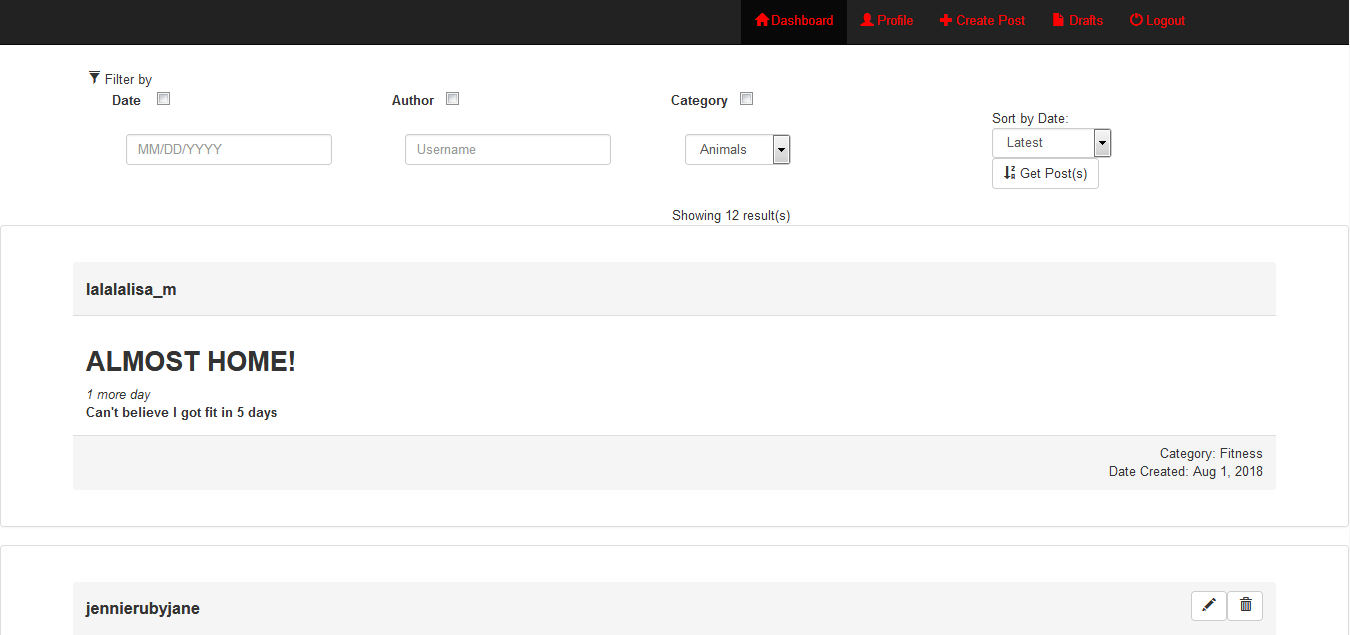 Dashboard Profile Create Post Drafts Logout
Filter by
Date Author Category
Sort by Date:
MM/DD/YYYY Username Animals Latest
Get Post(s)
Showing 12 result(s)
lalalalisa_m
ALMOST HOME!
1 more day
Can't believe I got fit in 5 days
Category: Fitness
Date Created: Aug 1, 2018
jennierubyjane